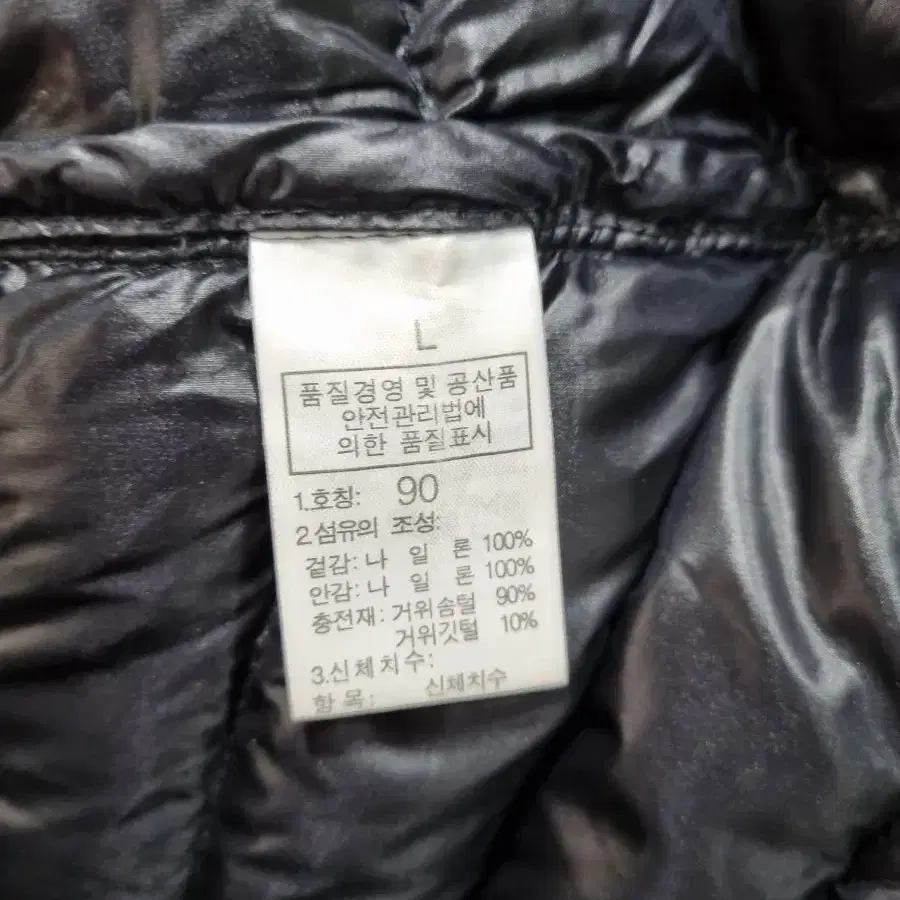 L
품질경영 및 공산품
안전관리법에
의한 품질표시
1.호칭: 90
2.섬유의 조성:
겉감: 나 일 론 100%
안감: 나 일 론 100%
충전재: 거위솜털 90%
거위깃털 10%
3.신체치수:
항 목: 신체치수